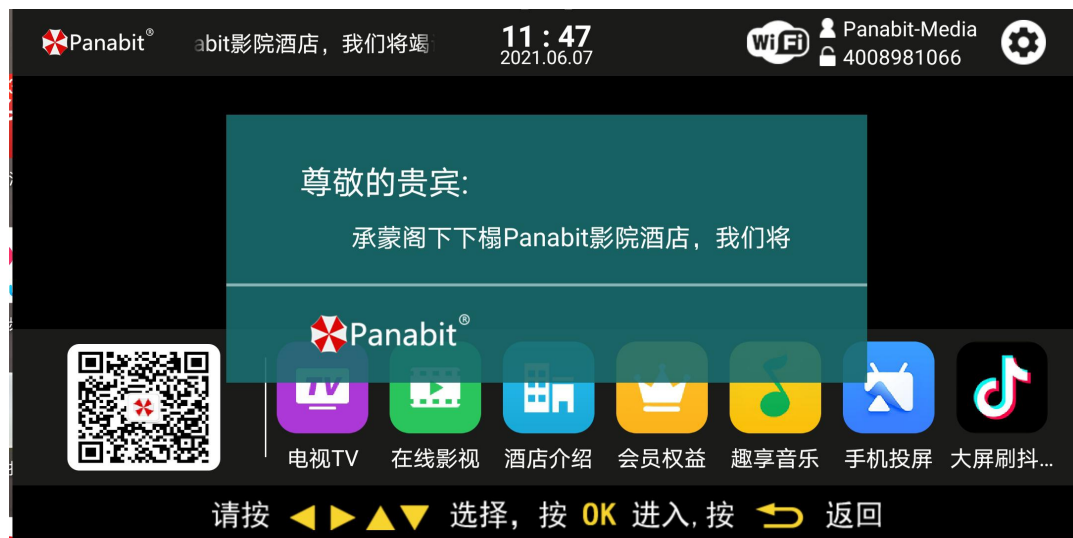 Panabit®
abit影院酒店，我们将竭
11：47
2021.06.07
WiFi
Panabit-Media
4008981066
尊敬的贵宾:
承蒙阁下下榻Panabit影院酒店，我们将
Panabit®
TV
电视TV
在线影视
酒店介绍
会员权益
趣享音乐
手机投屏
大屏刷抖...
请按 ◀ ▶ ▲ ▼ 选择，按 OK 进入,按 返回